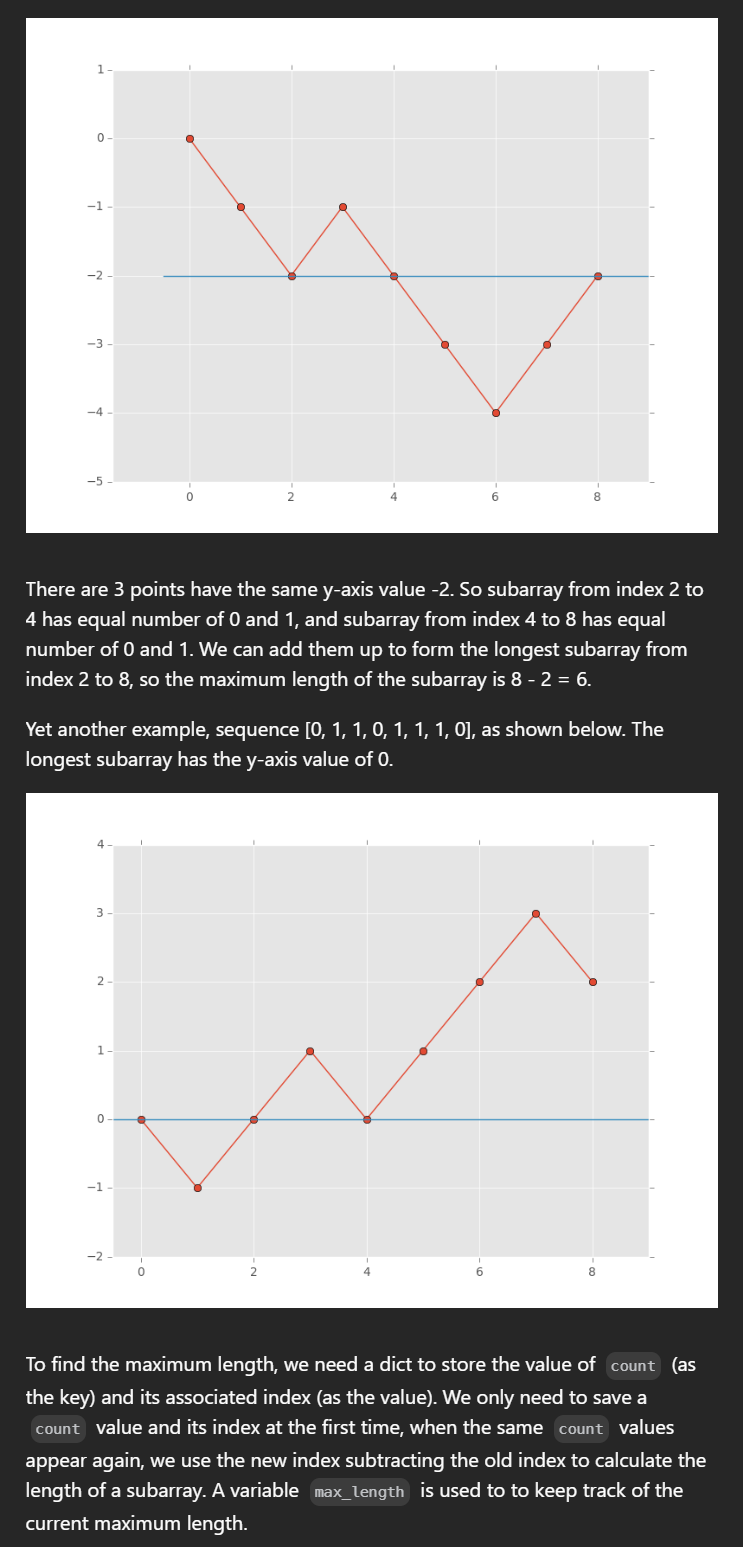 1
0
−1
−2
−3
−4
−5
0 2 4 6 8
There are 3 points have the same y-axis value -2. So subarray from index 2 to
4 has equal number of 0 and 1, and subarray from index 4 to 8 has equal
number of 0 and 1. We can add them up to form the longest subarray from
index 2 to 8, so the maximum length of the subarray is 8 - 2 = 6.
Yet another example, sequence [0, 1, 1, 0, 1, 1, 1, 0], as shown below. The
longest subarray has the y-axis value of 0.
4
3
2
1
0
−1
−2
0 2 4 6 8
To find the maximum length, we need a dict to store the value of count (as
the key) and its associated index (as the value). We only need to save a
count value and its index at the first time, when the same count values
appear again, we use the new index subtracting the old index to calculate the
length of a subarray. A variable max_length is used to to keep track of the
current maximum length.